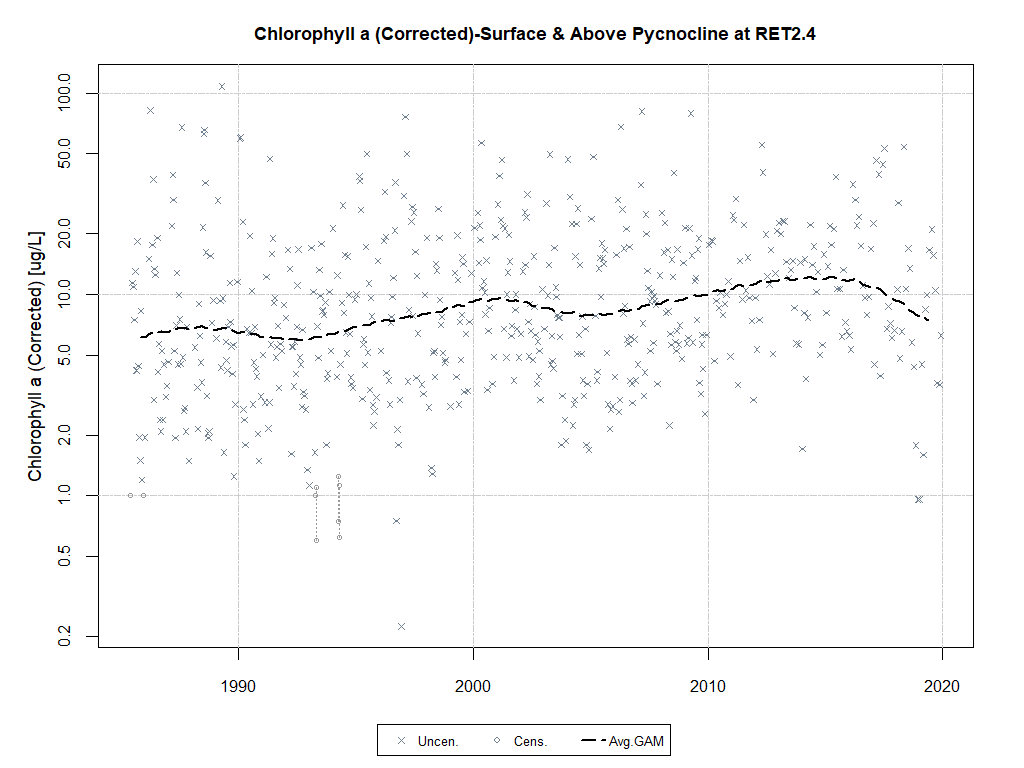 Chlorophyll a (Corrected)-Surface & Above Pycnocline at RET2.4
Chlorophyll a (Corrected) [ug/L]
100.0
50.0
20.0
10.0
5.0
2.0
1.0
0.5
0.2
1990 2000 2010 2020
Uncen. Cens. Avg.GAM